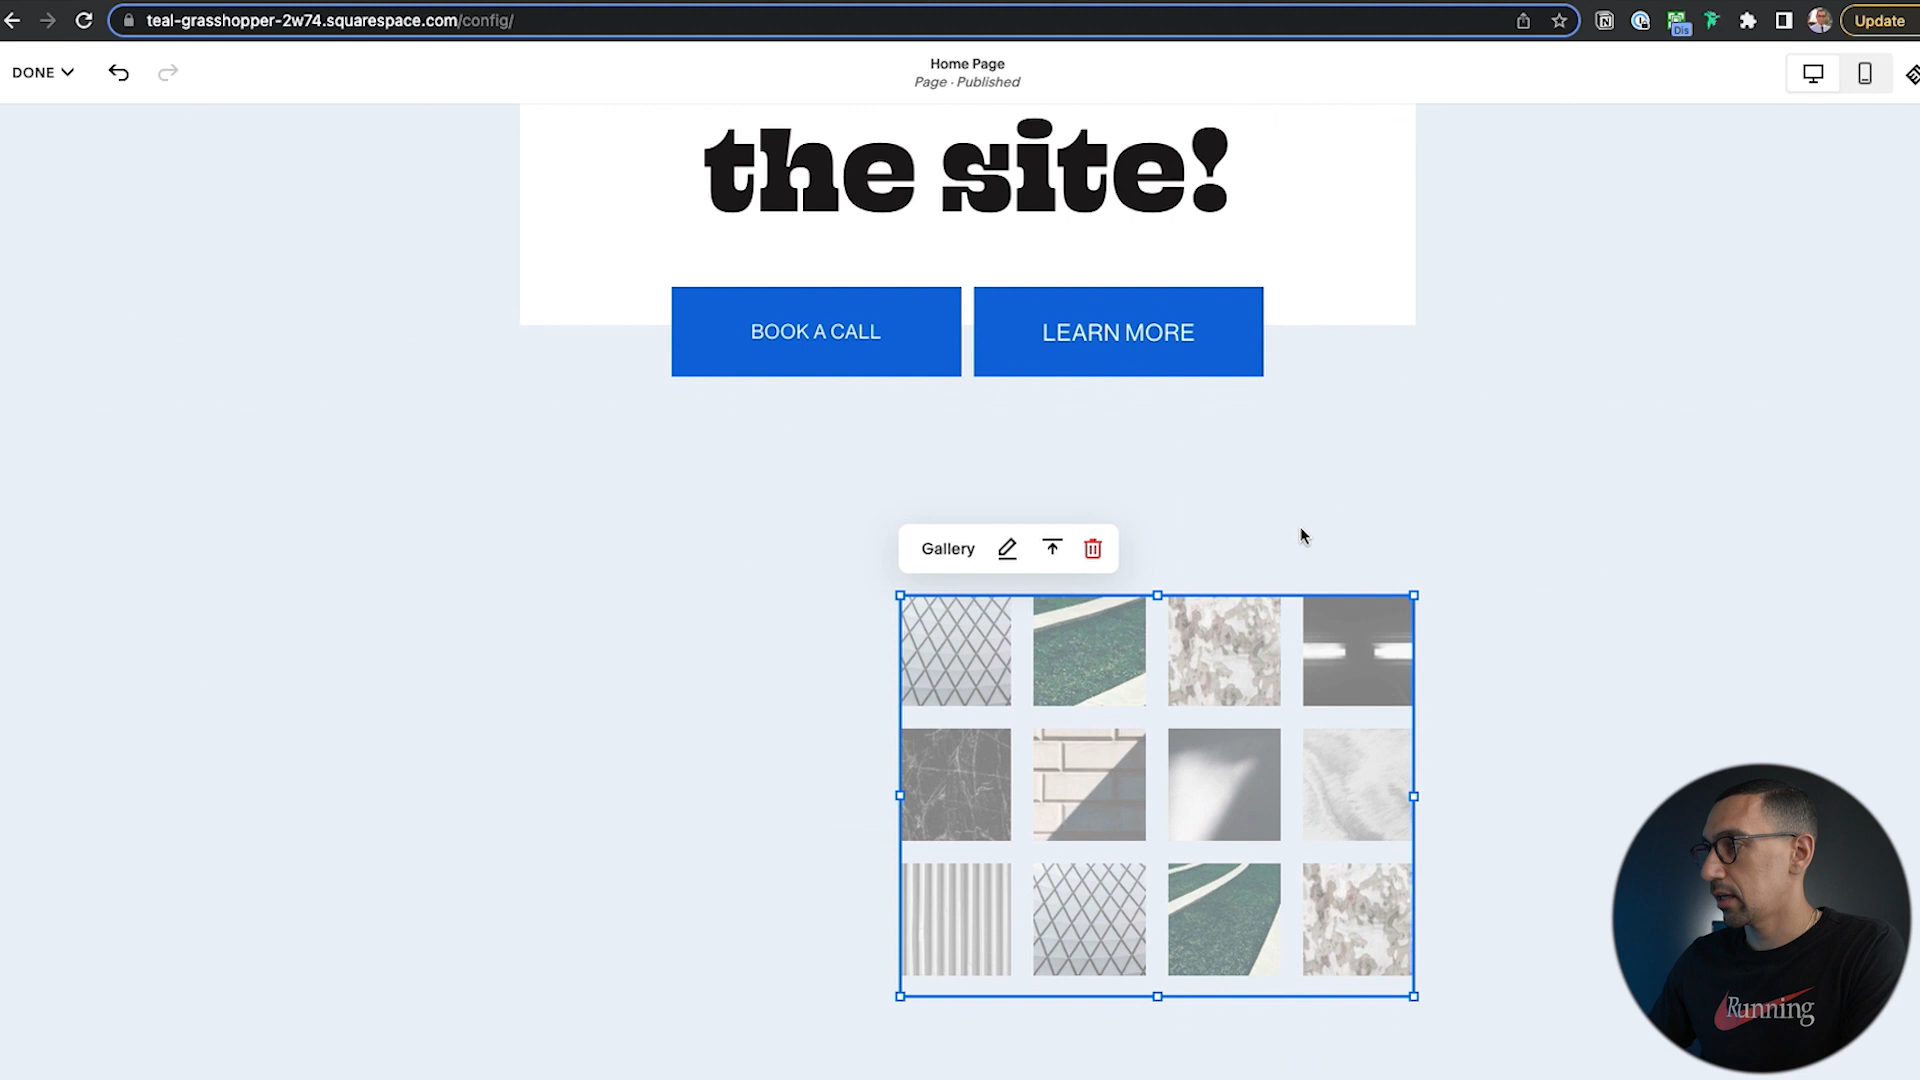 teal-grasshopper-2w74.squarespace.com/config/
Dis
Update
DONE
Home Page
Page · Published
the site!
BOOK A CALL
LEARN MORE
Gallery
Running